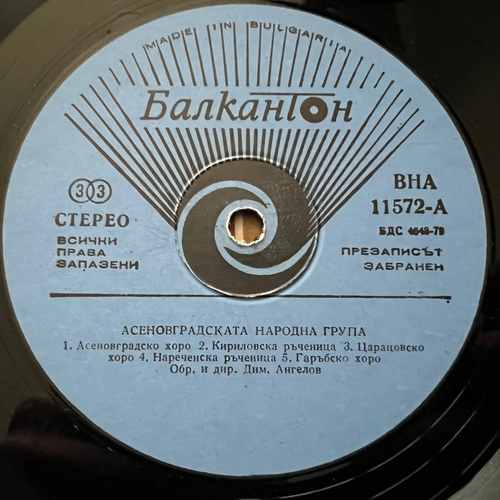 MADE IN BULGARIA
Балкантон
33
СТЕРЕО
ВСИЧКИ
ПРАВА
ЗАПАЗЕНИ
ВНА
11572-А
БДС 4043-79
ПРЕЗАПИСЪТ
ЗАБРАНЕН
АСЕНОВГРАДСКАТА НАРОДНА ГРУПА
1. Асеновградско хоро 2. Кириловска ръченица 3. Царацовско
хоро 4. Нареченска ръченица 5. Гаръбско хоро
Обр. и дир. Дим. Ангелов